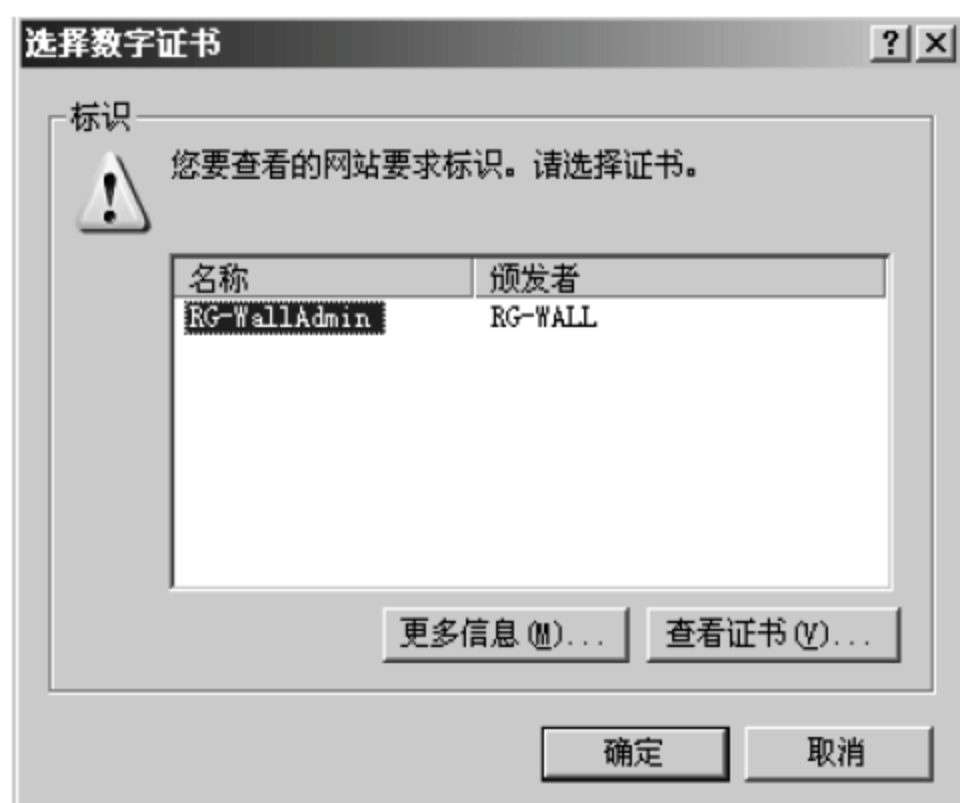 选择数字证书
标识
您要查看的网站要求标识。请选择证书。
名称 颁发者
RG-WallAdmin RG-WALL
更多信息(M)... 查看证书(V)...
确定 取消